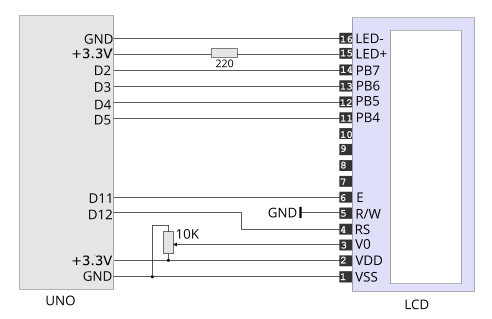 GND 16 LED-
+3.3V 220 15 LED+
D2 14 PB7
D3 13 PB6
D4 12 PB5
D5 11 PB4
10
9
8
7
D11 6 E
D12 GND 5 R/W
4 RS
10K 3 V0
+3.3V 2 VDD
GND 1 VSS
UNO LCD